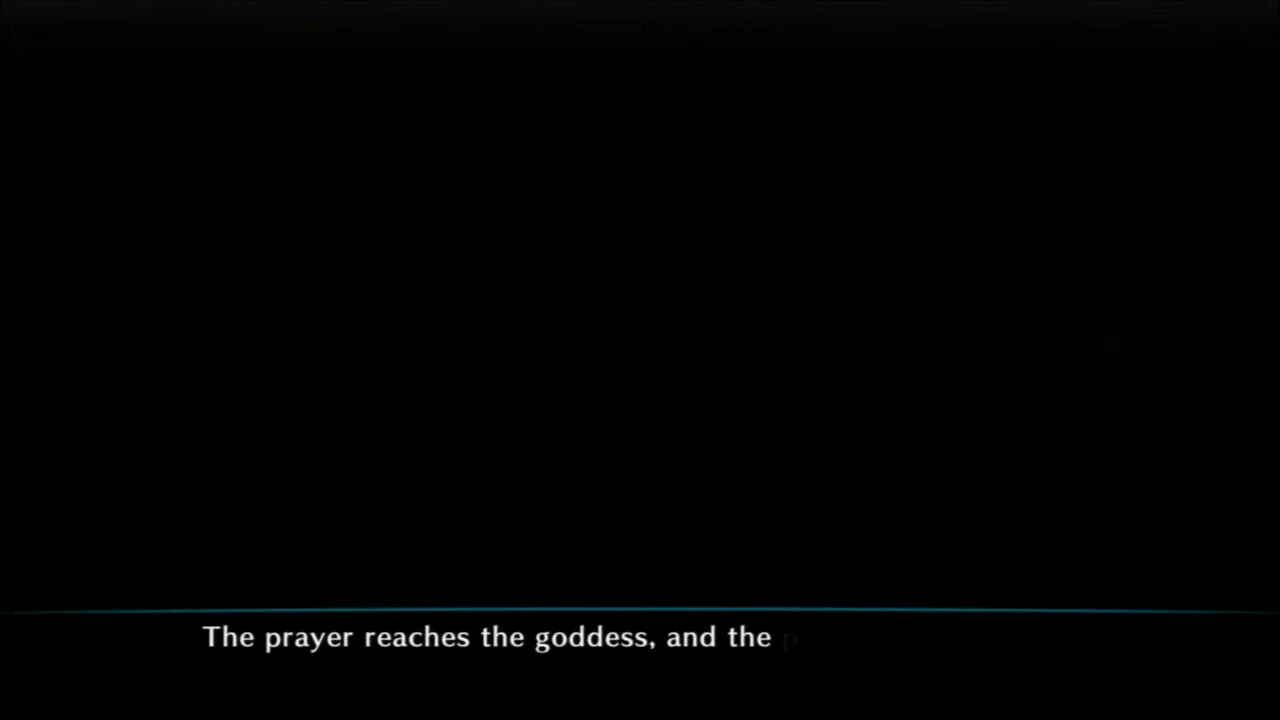 The prayer reaches the goddess, and the